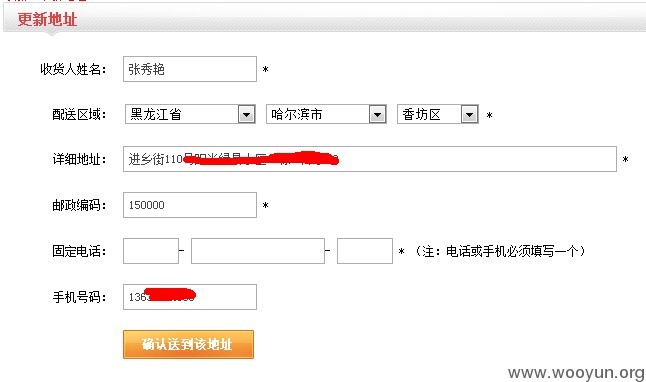 更新地址
收货人姓名： 张秀艳 *
配送区域： 黑龙江省 哈尔滨市 香坊区 *
详细地址： 进乡街110 *
邮政编码： 150000 *
固定电话： - - * （注：电话或手机必须填写一个）
手机号码： 136
确认送到该地址
www.wooyun.org